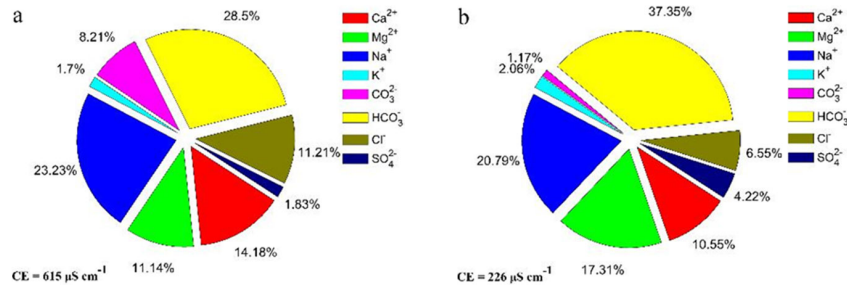 a
28.5%
8.21%
1.7%
23.23%
11.14%
14.18%
1.83%
11.21%
Ca²⁺
Mg²⁺
Na⁺
K⁺
CO₃²⁻
HCO₃⁻
Cl⁻
SO₄²⁻
CE = 615 µS cm⁻¹
b
37.35%
1.17%
2.06%
20.79%
17.31%
10.55%
4.22%
6.55%
Ca²⁺
Mg²⁺
Na⁺
K⁺
CO₃²⁻
HCO₃⁻
Cl⁻
SO₄²⁻
CE = 226 µS cm⁻¹